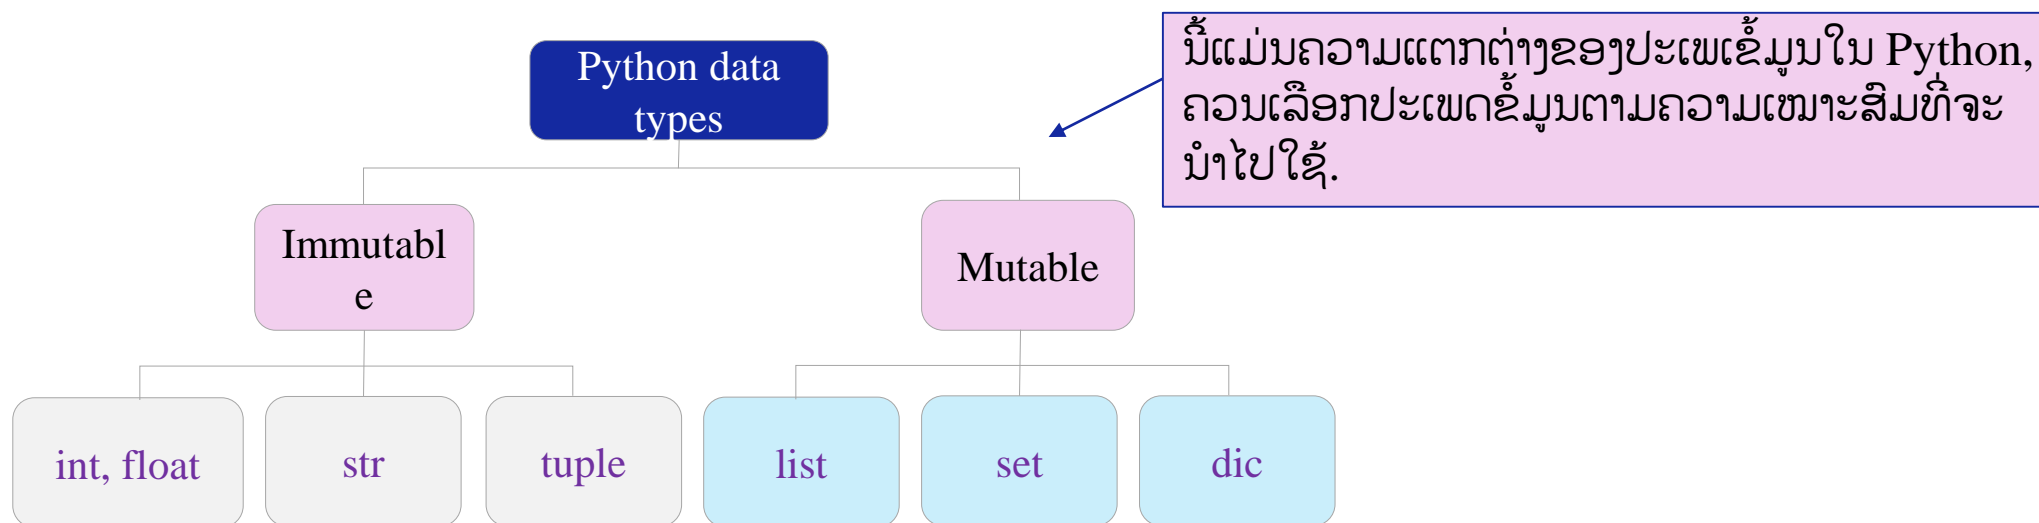 Python data
types
ນີ້ແມ່ນຄວາມແຕກຕ່າງຂອງປະເພເຂໍ້ມູນໃນ Python,
ຄວນເລືອກປະເພດຂໍ້ມູນຕາມຄວາມເໝາະສົມທີ່ຈະ
ນຳໄປໃຊ້.
Immutabl
e
Mutable
int, float
str
tuple
list
set
dic